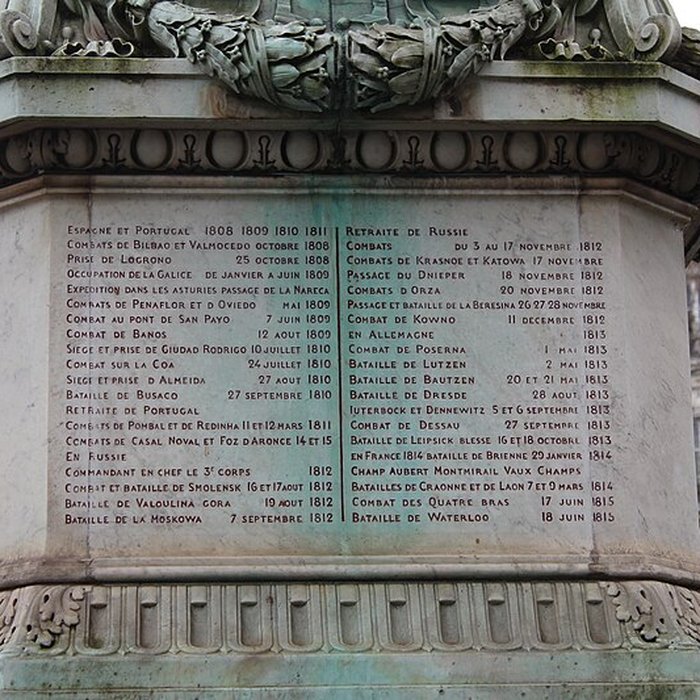 Espagne et Portugal 1808 1809 1810 1811
Combats de Bilbao et Valmocedo octobre 1808
Prise de Logrono 25 octobre 1808
Occupation de la Galice de janvier a juin 1809
Expedition dans les asturies passage de la Nareca
Combats de Penaflor et d Oviedo mai 1809
Combat au pont de San Payo 7 juin 1809
Combat de Banos 12 aout 1809
Siege et prise de Giudad Rodrigo 10 juillet 1810
Combat sur la Coa 24 juillet 1810
Siege et prise d Almeida 27 aout 1810
Bataille de Busaco 27 septembre 1810
Retraite de Portugal
Combats de Pombal et de Redinha 11 et 12 mars 1811
Combats de Casal Noval et Foz d'Aronce 14 et 15
en Russie
Commandant en chef le 3e corps 1812
Combat et bataille de Smolensk 16 et 17 aout 1812
Bataille de Valoulina gora 19 aout 1812
Bataille de la Moskowa 7 septembre 1812
Retraite de Russie
Combats du 3 au 17 novembre 1812
Combats de Krasnoe et Katowa 17 novembre
Passage du Dnieper 18 novembre 1812
Combats d'Orza 20 novembre 1812
Passage et bataille de la Beresina 26 27 28 novembre
Combat de Kowno 11 decembre 1812
en Allemagne 1813
Combat de Poserna 1 mai 1813
Bataille de Lutzen 2 mai 1813
Bataille de Bautzen 20 et 21 mai 1813
Bataille de Dresde 28 aout 1813
Iuterbock et Dennewitz 5 et 6 septembre 1813
Combat de Dessau 27 septembre 1813
Bataille de Leipsick blesse 16 et 18 octobre 1813
en France 1814 bataille de Brienne 29 janvier 1814
Champ Aubert Montmirail Vaux Champs
Batailles de Craonne et de Laon 7 et 9 mars 1814
Combat des Quatre Bras 17 juin 1815
Bataille de Waterloo 18 juin 1815